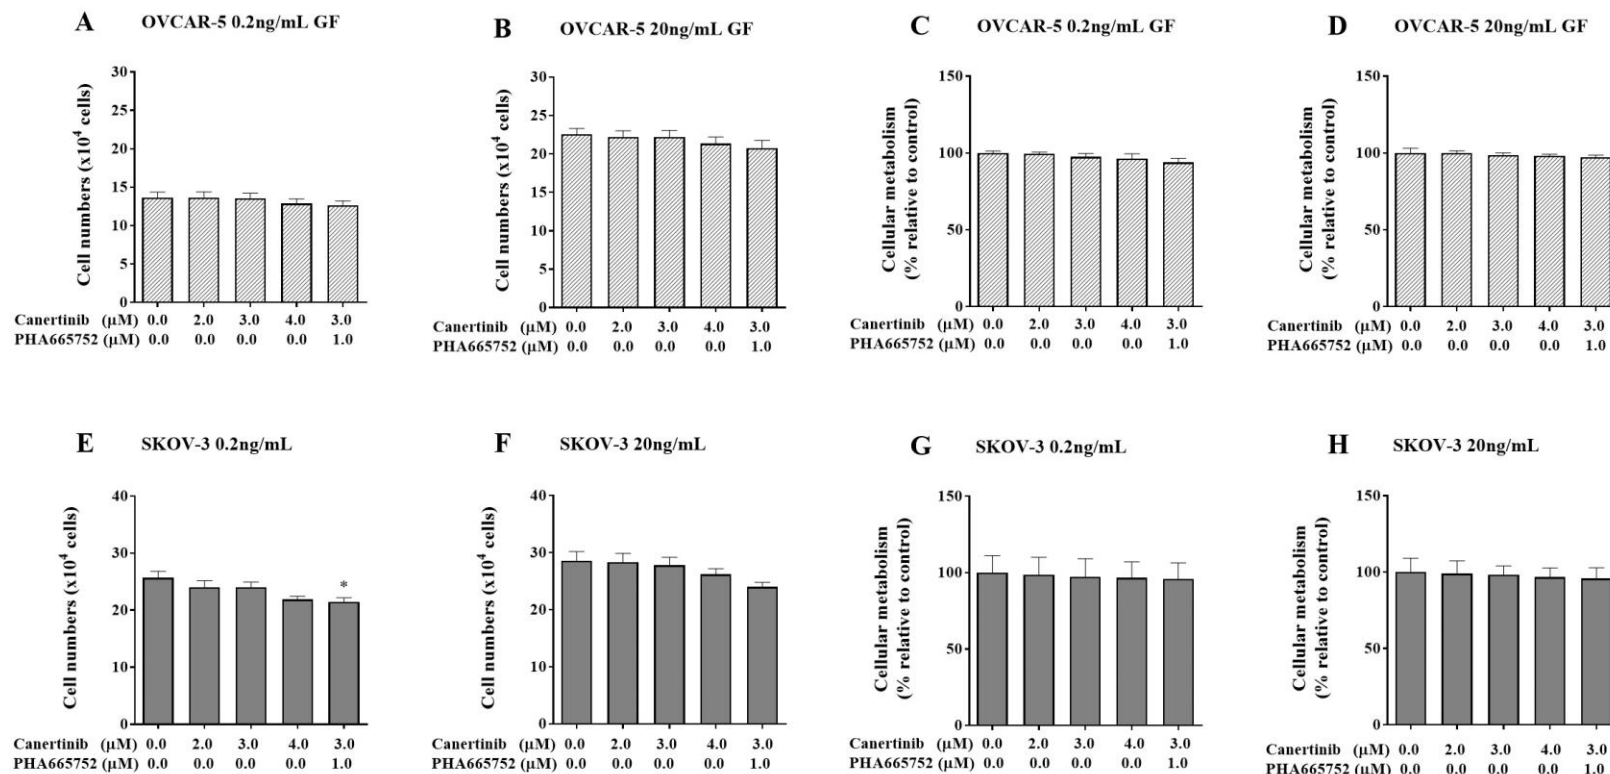 A OVCAR-5 0.2ng/mL GF
Cell numbers (x10⁴ cells)
30
25
20
15
10
5
0
Canertinib (μM) 0.0 2.0 3.0 4.0 3.0
PHA665752 (μM) 0.0 0.0 0.0 0.0 1.0
B OVCAR-5 20ng/mL GF
Cell numbers (x10⁴ cells)
30
25
20
15
10
5
0
Canertinib (μM) 0.0 2.0 3.0 4.0 3.0
PHA665752 (μM) 0.0 0.0 0.0 0.0 1.0
C OVCAR-5 0.2ng/mL GF
Cellular metabolism
(% relative to control)
150
100
50
0
Canertinib (μM) 0.0 2.0 3.0 4.0 3.0
PHA665752 (μM) 0.0 0.0 0.0 0.0 1.0
D OVCAR-5 20ng/mL GF
Cellular metabolism
(% relative to control)
150
100
50
0
Canertinib (μM) 0.0 2.0 3.0 4.0 3.0
PHA665752 (μM) 0.0 0.0 0.0 0.0 1.0
E SKOV-3 0.2ng/mL
Cell numbers (x10⁴ cells)
40
30
20
10
0
*
Canertinib (μM) 0.0 2.0 3.0 4.0 3.0
PHA665752 (μM) 0.0 0.0 0.0 0.0 1.0
F SKOV-3 20ng/mL
Cell numbers (x10⁴ cells)
40
30
20
10
0
Canertinib (μM) 0.0 2.0 3.0 4.0 3.0
PHA665752 (μM) 0.0 0.0 0.0 0.0 1.0
G SKOV-3 0.2ng/mL
Cellular metabolism
(% relative to control)
150
100
50
0
Canertinib (μM) 0.0 2.0 3.0 4.0 3.0
PHA665752 (μM) 0.0 0.0 0.0 0.0 1.0
H SKOV-3 20ng/mL
Cellular metabolism
(% relative to control)
150
100
50
0
Canertinib (μM) 0.0 2.0 3.0 4.0 3.0
PHA665752 (μM) 0.0 0.0 0.0 0.0 1.0